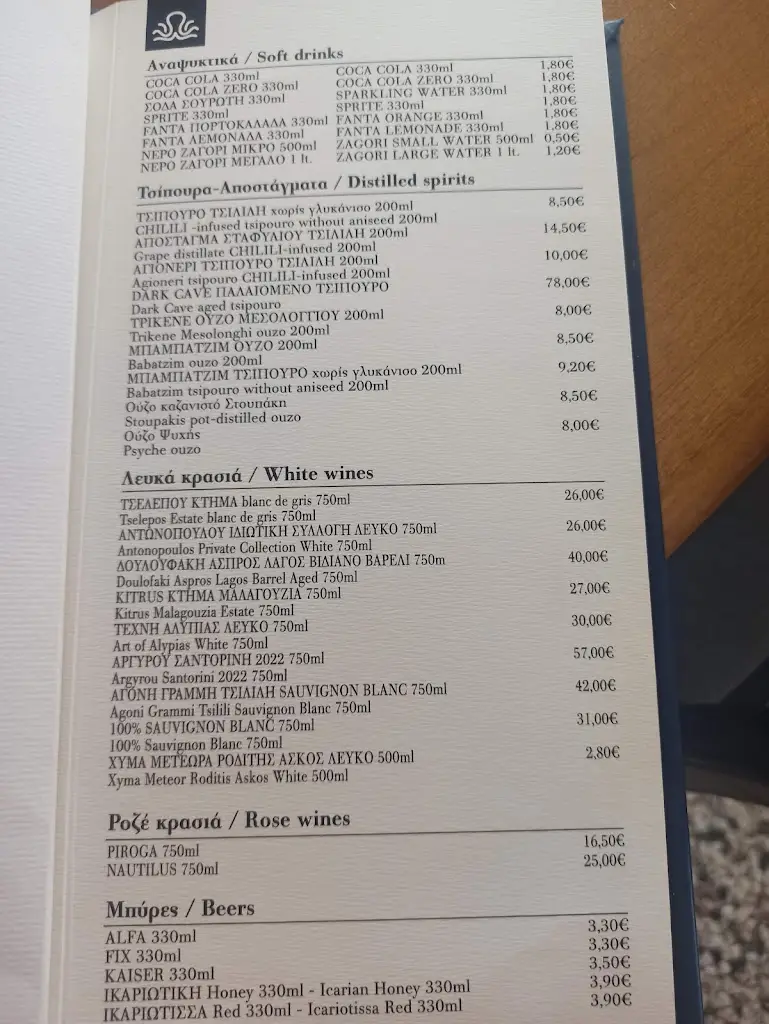 Αναψυκτικά / Soft drinks
COCA COLA 330ml COCA COLA 330ml 1,80€
COCA COLA ZERO 330ml COCA COLA ZERO 330ml 1,80€
ΣΟΔΑ ΣΟΥΡΩΤΗ 330ml SPARKLING WATER 330ml 1,80€
SPRITE 330ml SPRITE 330ml 1,80€
FANTA ΠΟΡΤΟΚΑΛΑΔΑ 330ml FANTA ORANGE 330ml 1,80€
FANTA ΛΕΜΟΝΑΔΑ 330ml FANTA LEMONADE 330ml 1,80€
ΝΕΡΟ ΖΑΓΟΡΙ ΜΙΚΡΟ 500ml ZAGORI SMALL WATER 500ml 0,50€
ΝΕΡΟ ΖΑΓΟΡΙ ΜΕΓΑΛΟ 1 lt. ZAGORI LARGE WATER 1 lt. 1,20€
Τσίπουρα-Αποστάγματα / Distilled spirits
ΤΣΙΠΟΥΡΟ ΤΣΙΛΙΛΗ χωρίς γλυκάνισο 200ml 8,50€
CHILILI -infused tsipouro without aniseed 200ml
ΑΠΟΣΤΑΓΜΑ ΣΤΑΦΥΛΙΟΥ ΤΣΙΛΙΛΗ 200ml 14,50€
Grape distillate CHILILI-infused 200ml
ΑΓΙΟΝΕΡΙ ΤΣΙΠΟΥΡΟ ΤΣΙΛΙΛΗ 200ml 10,00€
Agioneri tsipouro CHILILI-infused 200ml
DARK CAVE ΠΑΛΑΙΟΜΕΝΟ ΤΣΙΠΟΥΡΟ 78,00€
Dark Cave aged tsipouro
ΤΡΙΚΕΝΕ ΟΥΖΟ ΜΕΣΟΛΟΓΓΙΟΥ 200ml 8,00€
Trikene Mesolonghi ouzo 200ml
ΜΠΑΜΠΑΤΖΙΜ ΟΥΖΟ 200ml 8,50€
Babatzim ouzo 200ml
ΜΠΑΜΠΑΤΖΙΜ ΤΣΙΠΟΥΡΟ χωρίς γλυκάνισο 200ml 9,20€
Babatzim tsipouro without aniseed 200ml
Ούζο καζανιστό Στουπάκη 8,50€
Stoupakis pot-distilled ouzo
Ούζο Ψυχής 8,00€
Psyche ouzo
Λευκά κρασιά / White wines
ΤΣΕΛΕΠΟΥ ΚΤΗΜΑ blanc de gris 750ml 26,00€
Tselepos Estate blanc de gris 750ml
ΑΝΤΩΝΟΠΟΥΛΟΥ ΙΔΙΩΤΙΚΗ ΣΥΛΛΟΓΗ ΛΕΥΚΟ 750ml 26,00€
Antonopoulos Private Collection White 750ml
ΔΟΥΛΟΥΦΑΚΗ ΑΣΠΡΟΣ ΛΑΓΟΣ ΒΙΔΙΑΝΟ ΒΑΡΕΛΙ 750m 40,00€
Doulofaki Aspros Lagos Barrel Aged 750ml
KITRUS ΚΤΗΜΑ ΜΑΛΑΓΟΥΖΙΑ 750ml 27,00€
Kitrus Malagouzia Estate 750ml
ΤΕΧΝΗ ΑΛΥΠΙΑΣ ΛΕΥΚΟ 750ml 30,00€
Art of Alypias White 750ml
ΑΡΓΥΡΟΥ ΣΑΝΤΟΡΙΝΗ 2022 750ml 57,00€
Argyrou Santorini 2022 750ml
ΑΓΟΝΗ ΓΡΑΜΜΗ ΤΣΙΛΙΛΗ SAUVIGNON BLANC 750ml 42,00€
Agoni Grammi Tsilili Sauvignon Blanc 750ml
100% SAUVIGNON BLANC 750ml 31,00€
100% Sauvignon Blanc 750ml
ΧΥΜΑ ΜΕΤΕΩΡΑ ΡΟΔΙΤΗΣ ΑΣΚΟΣ ΛΕΥΚΟ 500ml 2,80€
Xyma Meteor Roditis Askos White 500ml
Ροζέ κρασιά / Rose wines
PIROGA 750ml 16,50€
NAUTILUS 750ml 25,00€
Μπύρες / Beers
ALFA 330ml 3,30€
FIX 330ml 3,30€
KAISER 330ml 3,50€
ΙΚΑΡΙΩΤΙΚΗ Honey 330ml - Icarian Honey 330ml 3,90€
ΙΚΑΡΙΩΤΙΣΣΑ Red 330ml - Icariotissa Red 330ml 3,90€